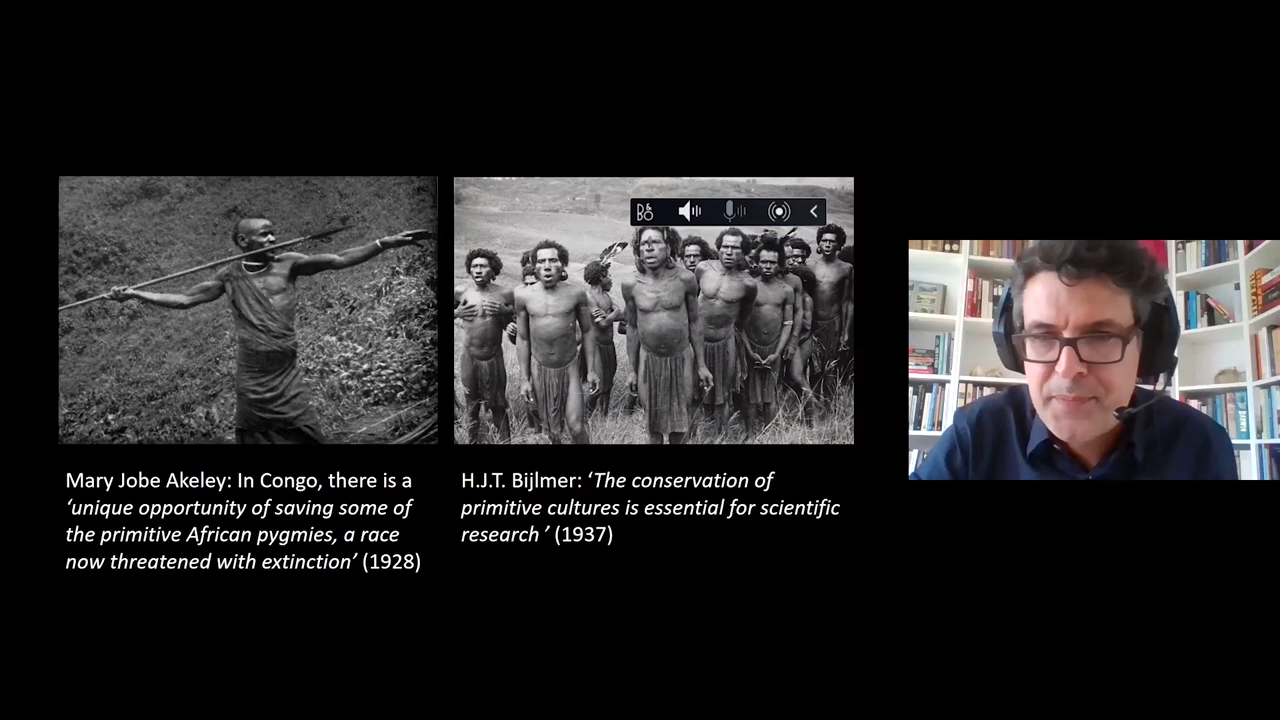 B&O
Mary Jobe Akeley: In Congo, there is a
‘unique opportunity of saving some of
the primitive African pygmies, a race
now threatened with extinction’ (1928)
H.J.T. Bijlmer: ‘The conservation of
primitive cultures is essential for scientific
research ’ (1937)